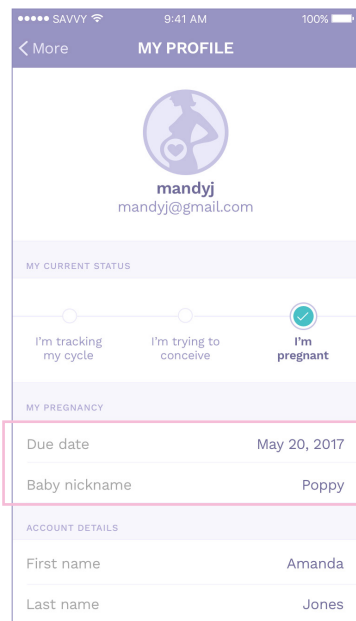 SAVVY 9:41 AM 100%
More MY PROFILE
mandyj
mandyj@gmail.com
MY CURRENT STATUS
I'm tracking my cycle
I'm trying to conceive
I'm pregnant
MY PREGNANCY
Due date May 20, 2017
Baby nickname Poppy
ACCOUNT DETAILS
First name Amanda
Last name Jones